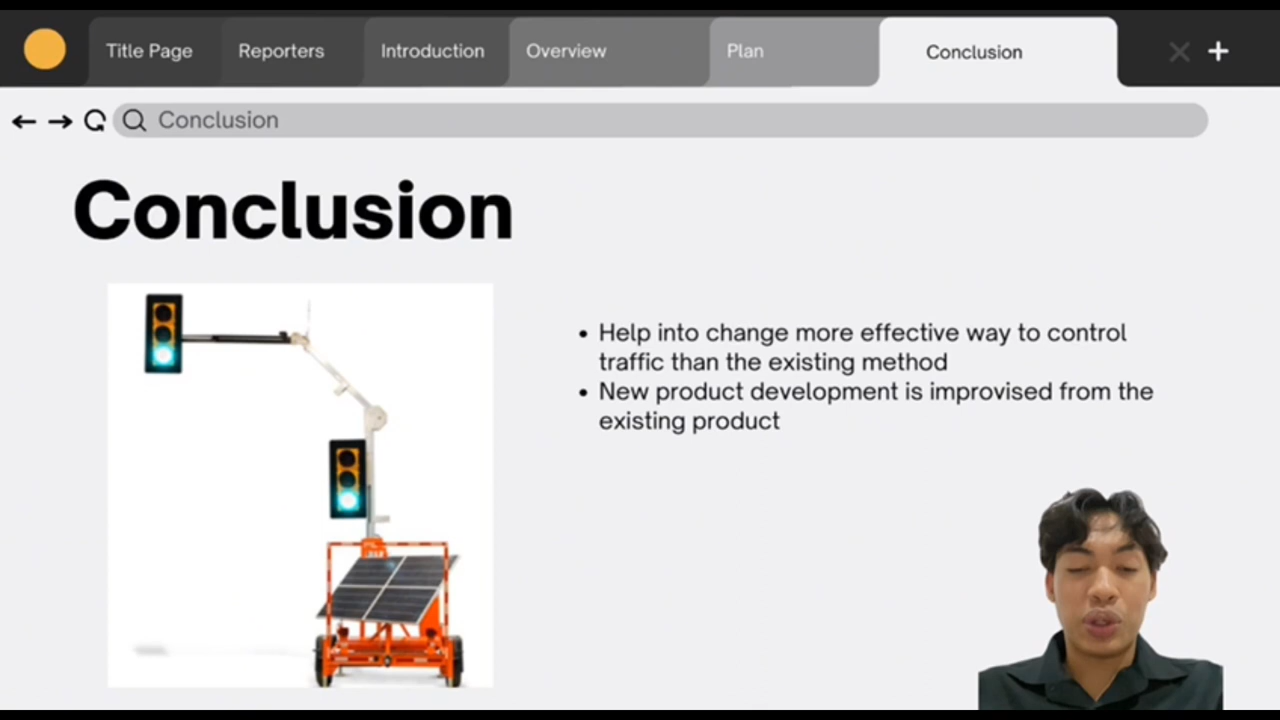 Title Page
Reporters
Introduction
Overview
Plan
Conclusion
Conclusion
Conclusion
• Help into change more effective way to control
traffic than the existing method
• New product development is improvised from the
existing product